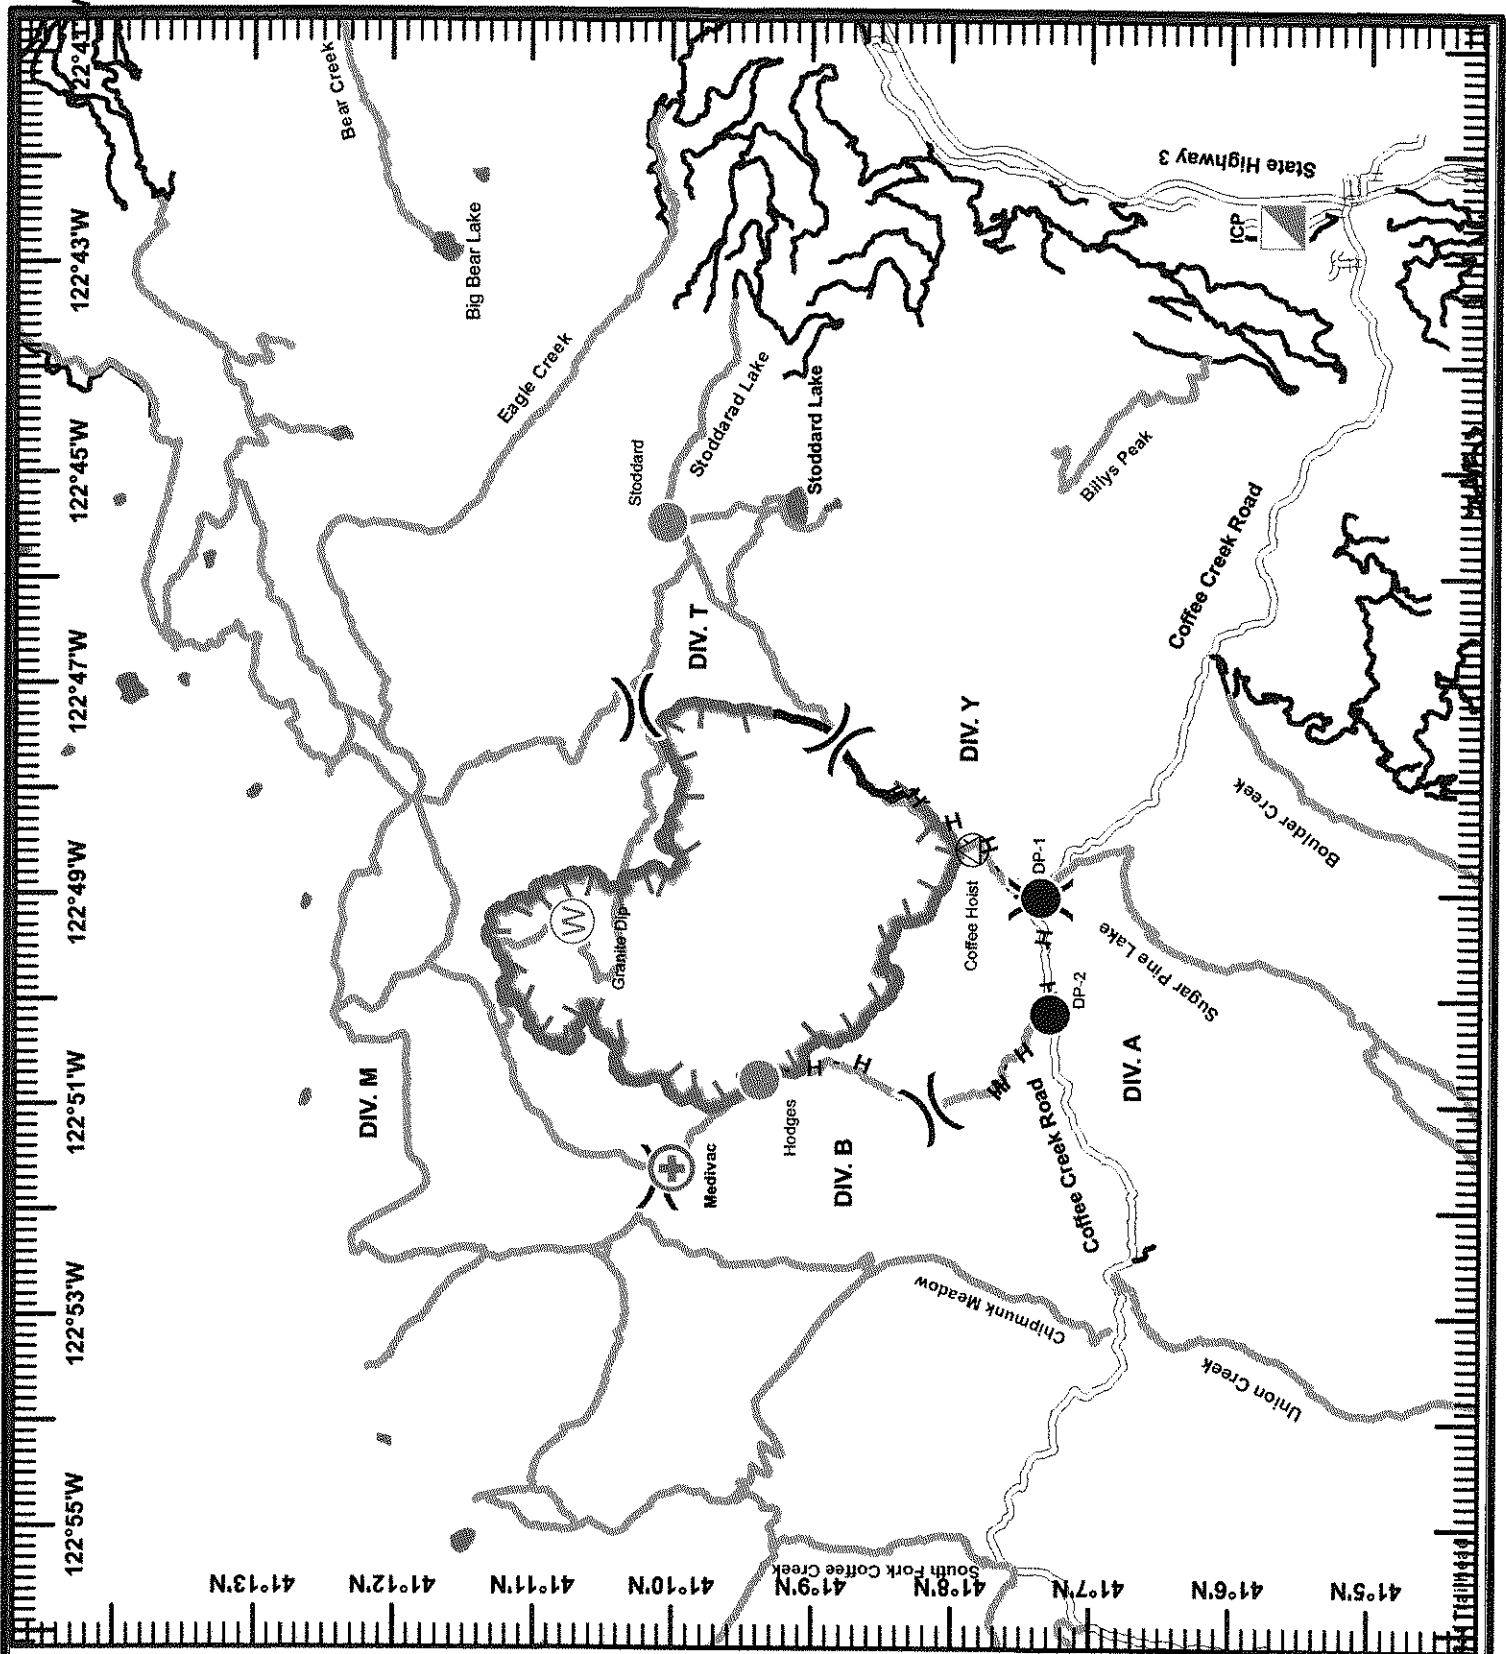 122°43'W
122°45'W
122°47'W
122°49'W
122°51'W
122°53'W
122°55'W
41°13'N
41°12'N
41°11'N
41°10'N
41°9'N
41°8'N
41°7'N
41°6'N
41°5'N
Bear Creek
Big Bear Lake
Eagle Creek
Stoddard
Stoddarad Lake
Stoddard Lake
State Highway 3
ICP
Billys Peak
Coffee Creek Road
Boulder Creek
DIV. T
DIV. Y
H
H
H
Coffee Hoist
DP-1
H
DP-2
H
Sugar Pine Lake
DIV. A
W
Granite Dip
DIV. M
Medivac
Hodges
H
H
DIV. B
Coffee Creek Road
Chipmunk Meadow
Union Creek
South Fork Coffee Creek